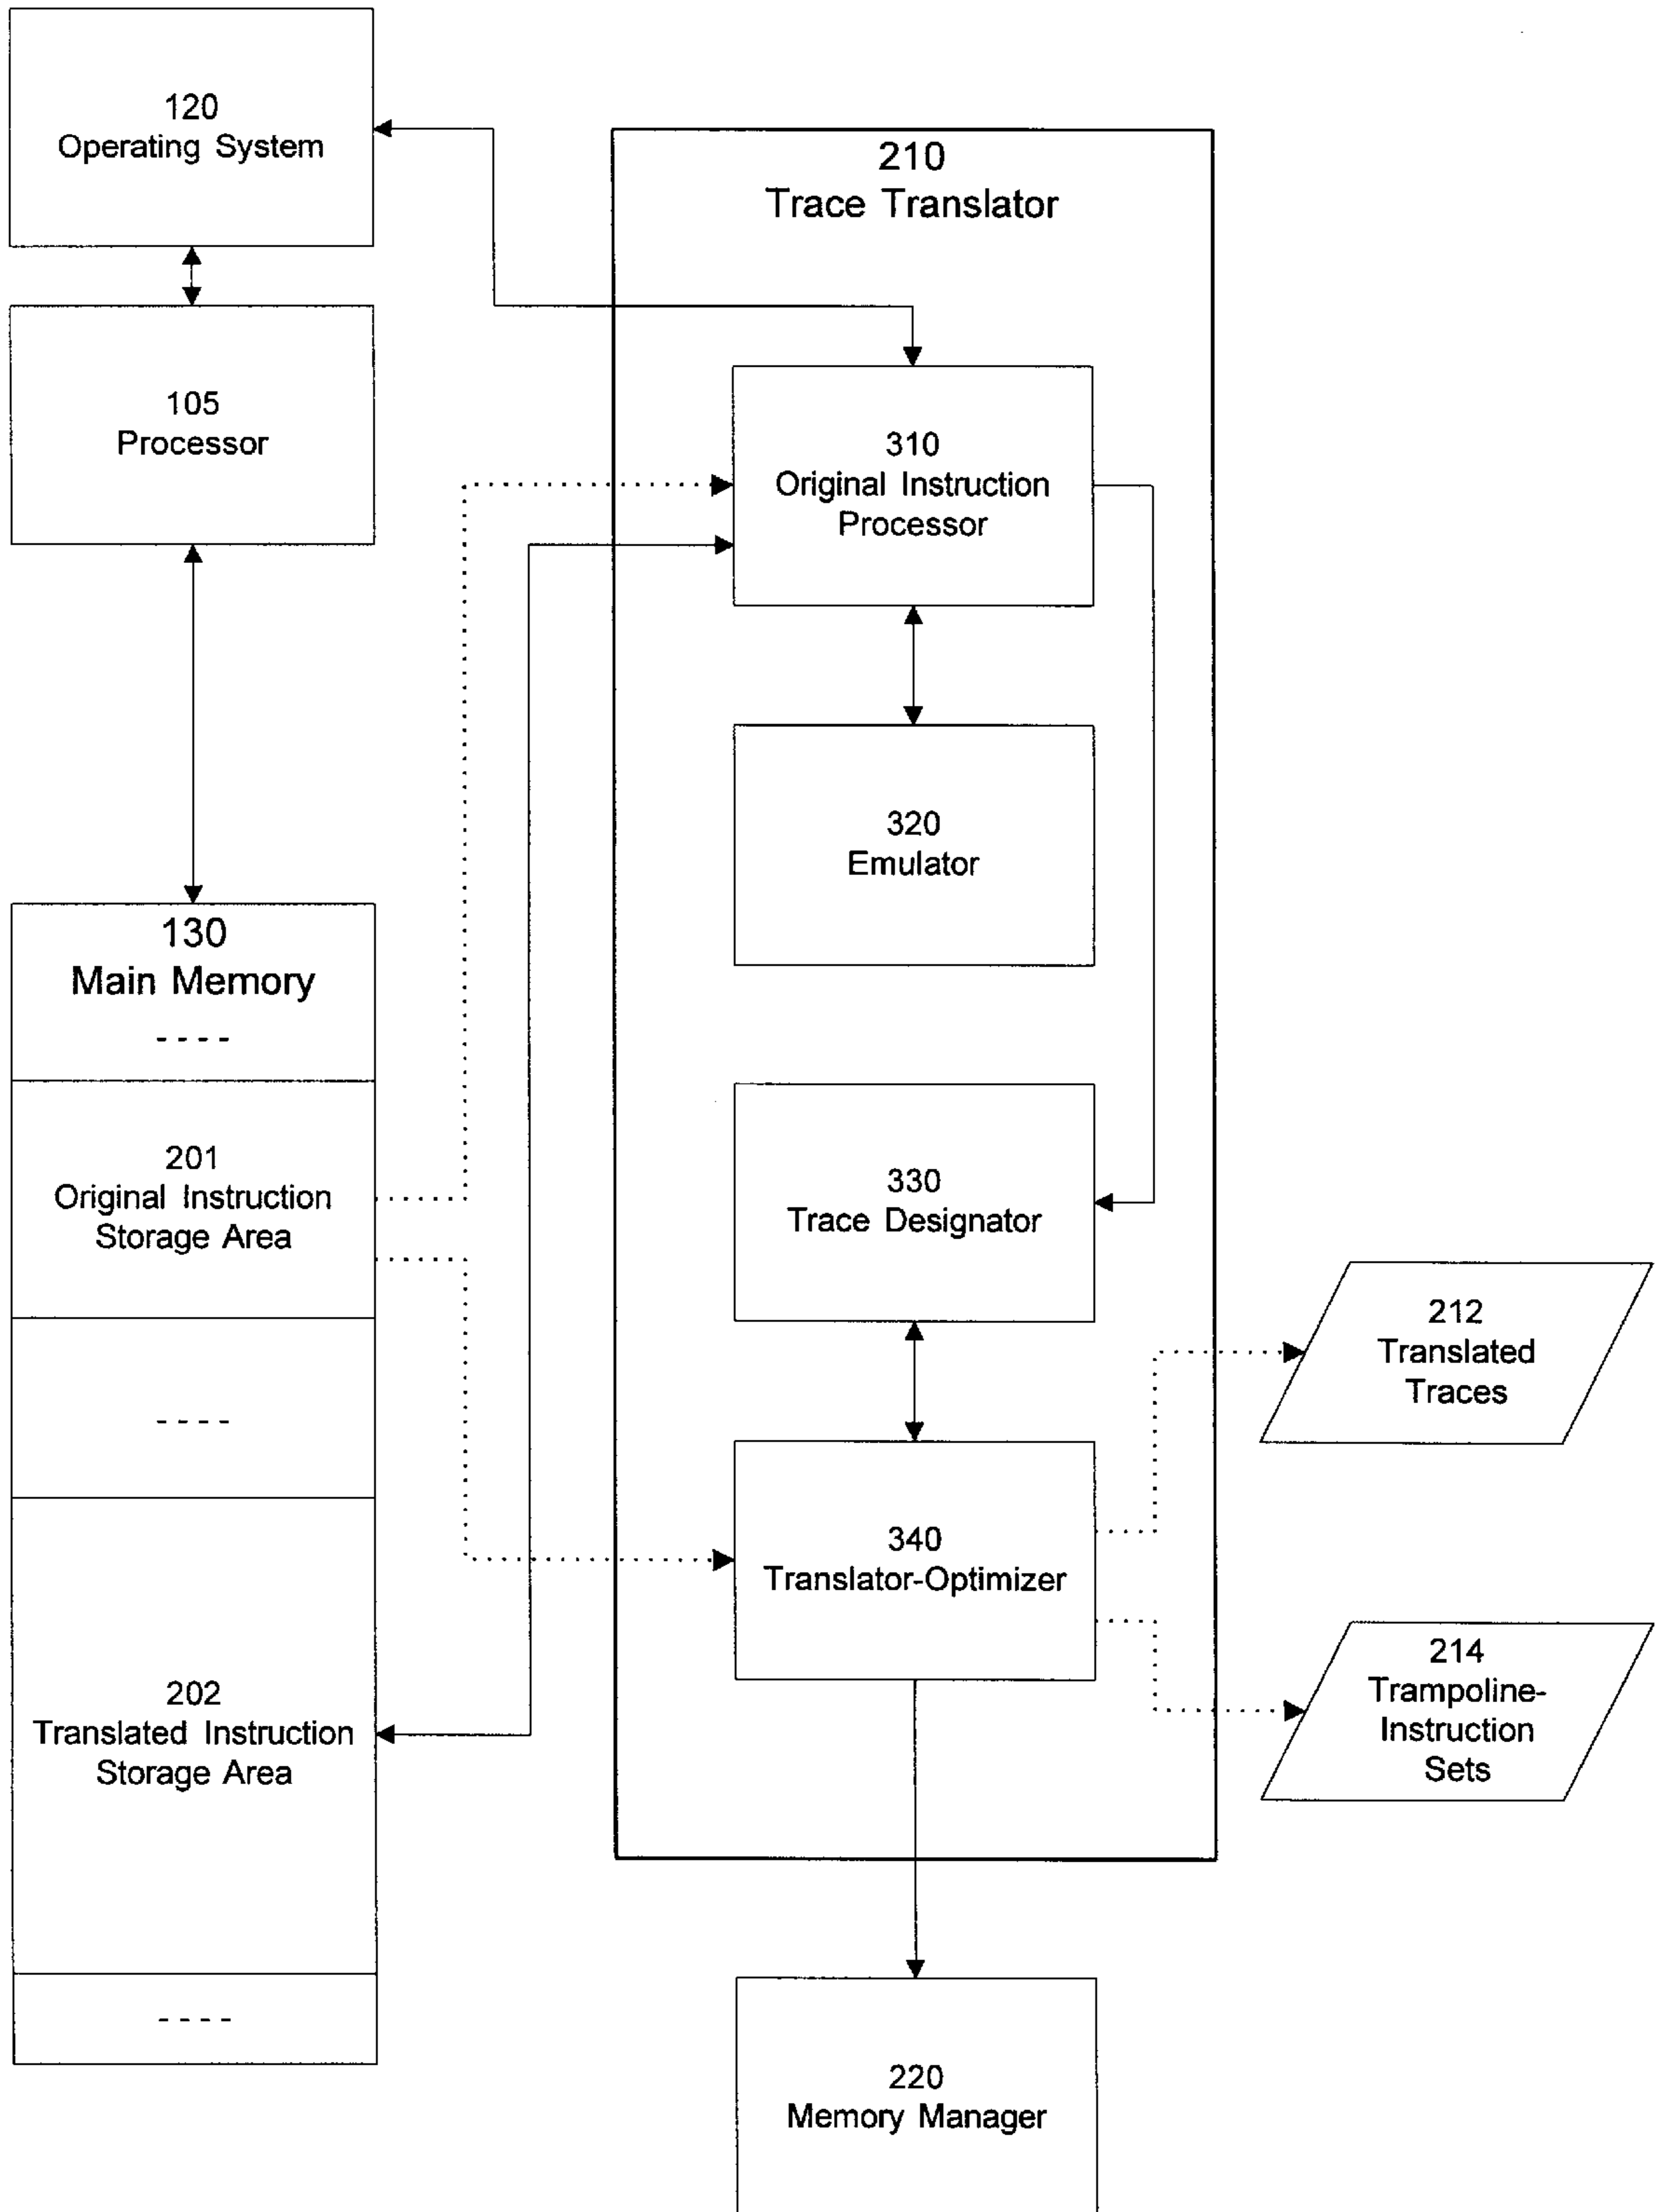 120
Operating System
105
Processor
130
Main Memory
- - - -
201
Original Instruction
Storage Area
- - - -
202
Translated Instruction
Storage Area
- - - -
210
Trace Translator
310
Original Instruction
Processor
320
Emulator
330
Trace Designator
340
Translator-Optimizer
220
Memory Manager
212
Translated
Traces
214
Trampoline-
Instruction
Sets